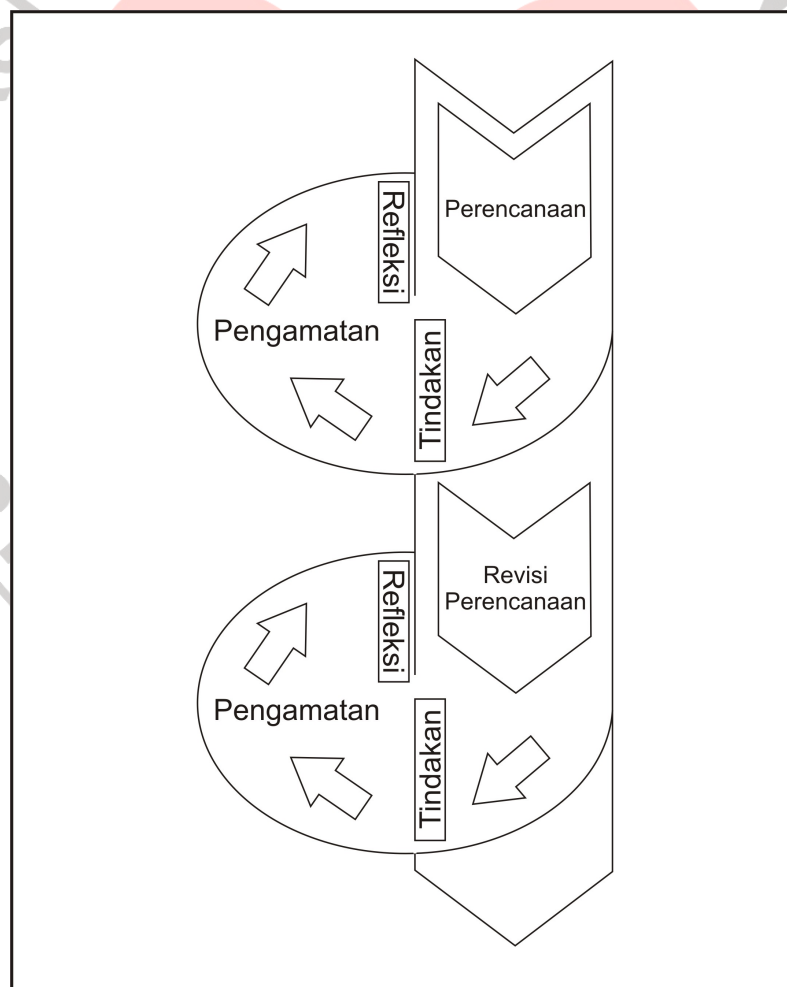 Perencanaan
Refleksi
Pengamatan
Tindakan
Revisi
Perencanaan
Refleksi
Pengamatan
Tindakan